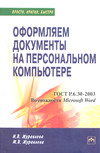 ПРОСТО, КРАТКО, БЫСТРО
ОФОРМЛЯЕМ
ДОКУМЕНТЫ
НА ПЕРСОНАЛЬНОМ
КОМПЬЮТЕРЕ
ГОСТ Р.6.30–2003
Возможности Microsoft Word
И.В. Журавлева
М.В. Журавлева